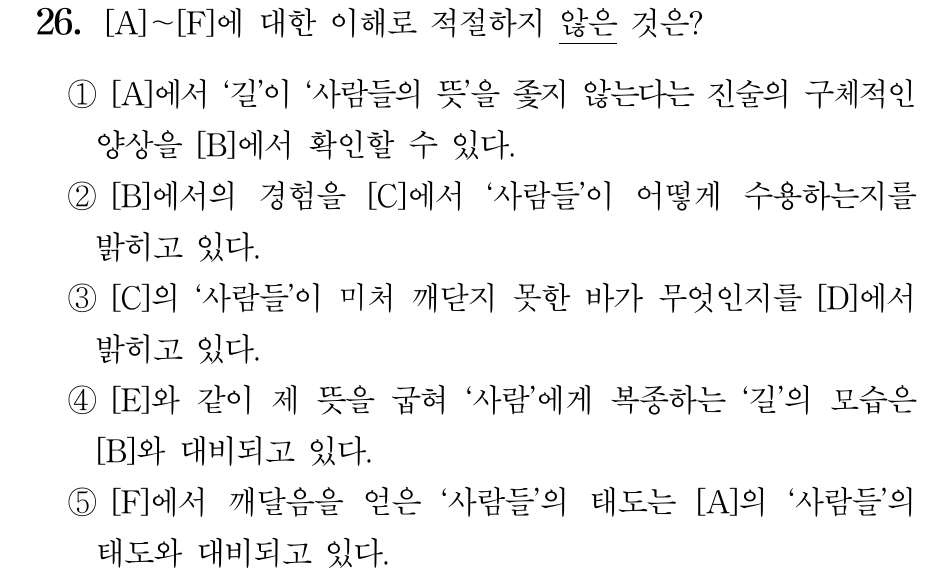 26. [A]~[F]에 대한 이해로 적절하지 않은 것은?
① [A]에서 ‘길’이 ‘사람들의 뜻’을 좇지 않는다는 진술의 구체적인
양상을 [B]에서 확인할 수 있다.
② [B]에서의 경험을 [C]에서 ‘사람들’이 어떻게 수용하는지를
밝히고 있다.
③ [C]의 ‘사람들’이 미처 깨닫지 못한 바가 무엇인지를 [D]에서
밝히고 있다.
④ [E]와 같이 제 뜻을 굽혀 ‘사람’에게 복종하는 ‘길’의 모습은
[B]와 대비되고 있다.
⑤ [F]에서 깨달음을 얻은 ‘사람들’의 태도는 [A]의 ‘사람들’의
태도와 대비되고 있다.